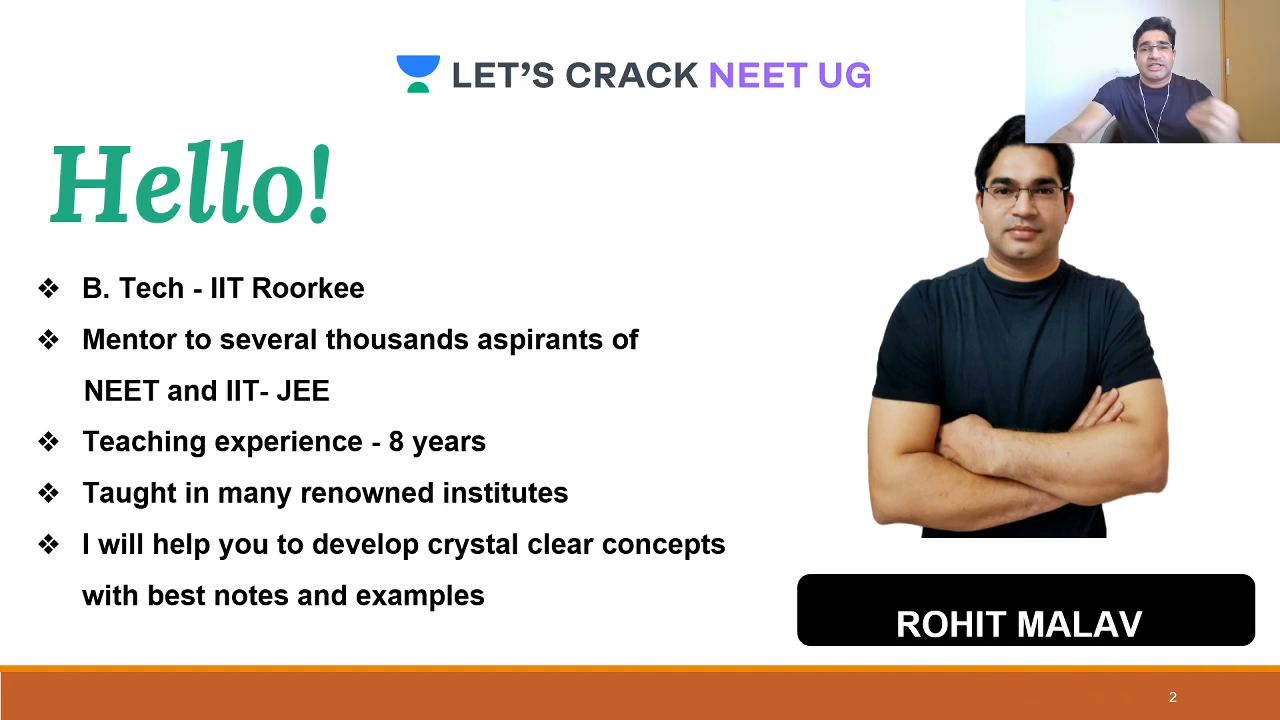 LET'S CRACK NEET UG
Hello!
❖ B. Tech - IIT Roorkee
❖ Mentor to several thousands aspirants of
NEET and IIT- JEE
❖ Teaching experience - 8 years
❖ Taught in many renowned institutes
❖ I will help you to develop crystal clear concepts
with best notes and examples
ROHIT MALAV
2